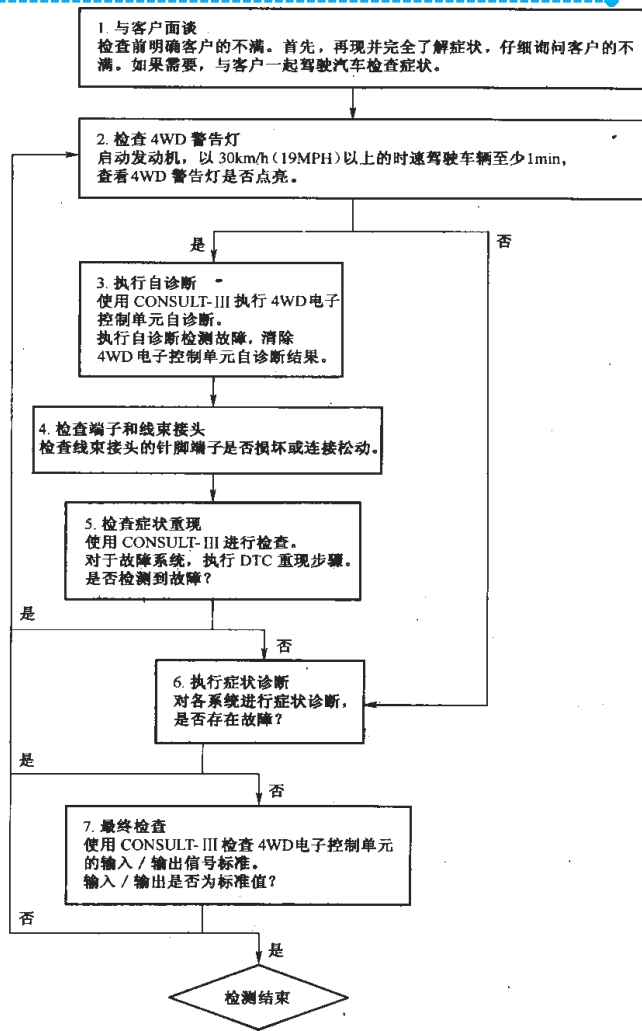 1. 与客户面谈
检查前明确客户的不满。首先，再现并完全了解症状，仔细询问客户的不
满。如果需要，与客户一起驾驶汽车检查症状。
2. 检查 4WD 警告灯
启动发动机，以 30km/h（19MPH）以上的时速驾驶车辆至少1min，
查看4WD 警告灯是否点亮。
是
否
3. 执行自诊断
使用 CONSULT-III 执行 4WD电子
控制单元自诊断。
执行自诊断检测故障，清除
4WD 电子控制单元自诊断结果。
4. 检查端子和线束接头
检查线束接头的针脚端子是否损坏或连接松动。
5. 检查症状重现
使用 CONSULT-III 进行检查。
对于故障系统，执行 DTC 重现步骤。
是否检测到故障？
是
否
6. 执行症状诊断
对各系统进行症状诊断，
是否存在故障？
是
否
7. 最终检查
使用 CONSULT-III 检查 4WD电子控制单元
的输入 / 输出信号标准。
输入 / 输出是否为标准值？
否
是
检测结束